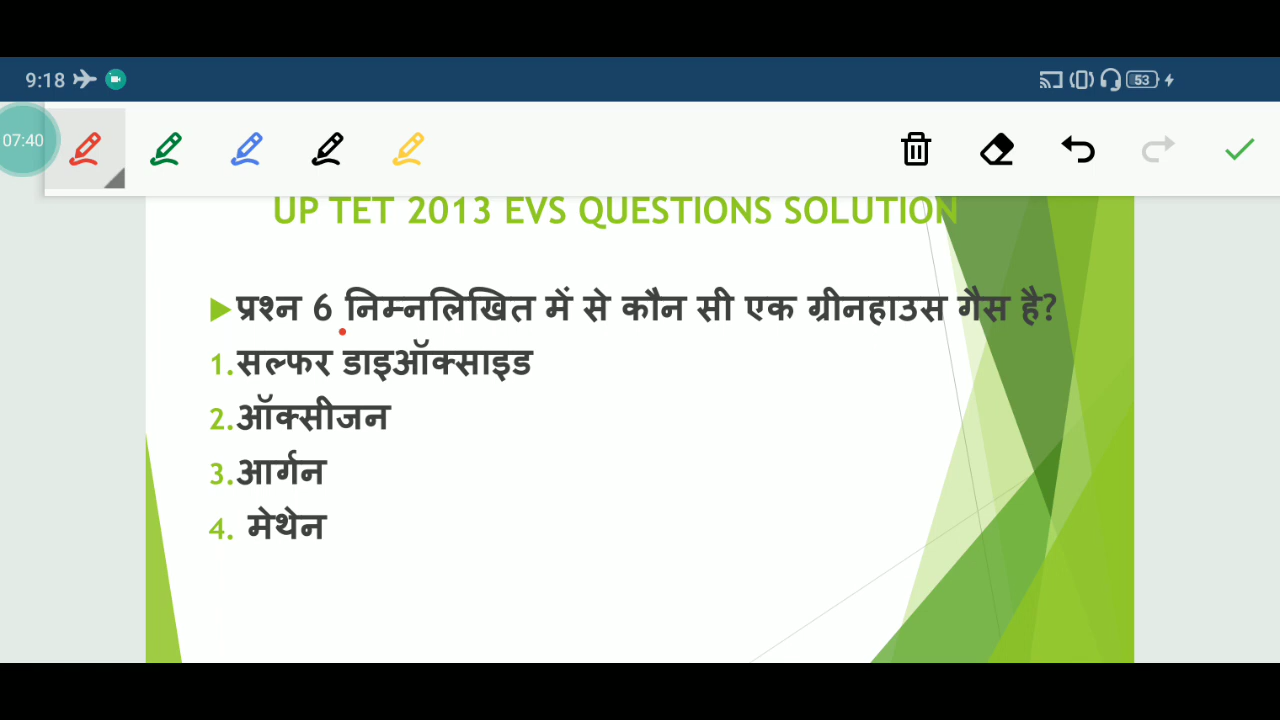 9:18
53
07:40
UP TET 2013 EVS QUESTIONS SOLUTION
प्रश्न 6 निम्नलिखित में से कौन सी एक ग्रीनहाउस गैस है?
1.सल्फर डाइऑक्साइड
2.ऑक्सीजन
3.आर्गन
4. मेथेन